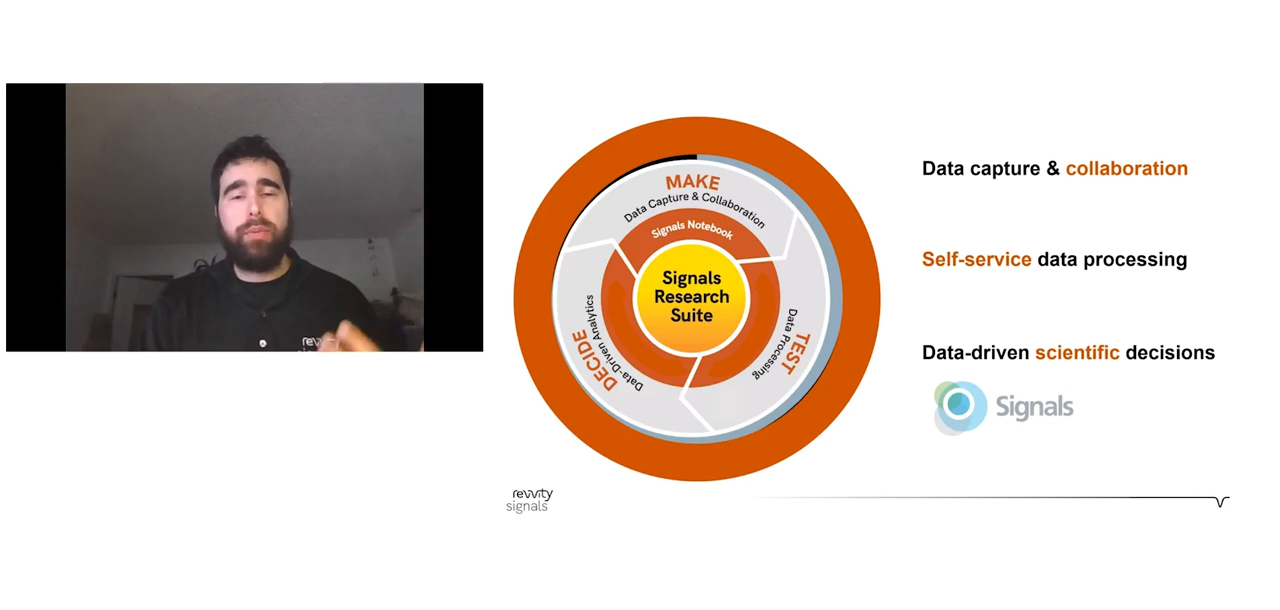 MAKE
Data Capture & Collaboration
Signals Notebook
Signals
Research
Suite
TEST
Data Processing
DECIDE
Data-Driven Analytics
Data capture & collaboration
Self-service data processing
Data-driven scientific decisions
Signals
revvity
signals